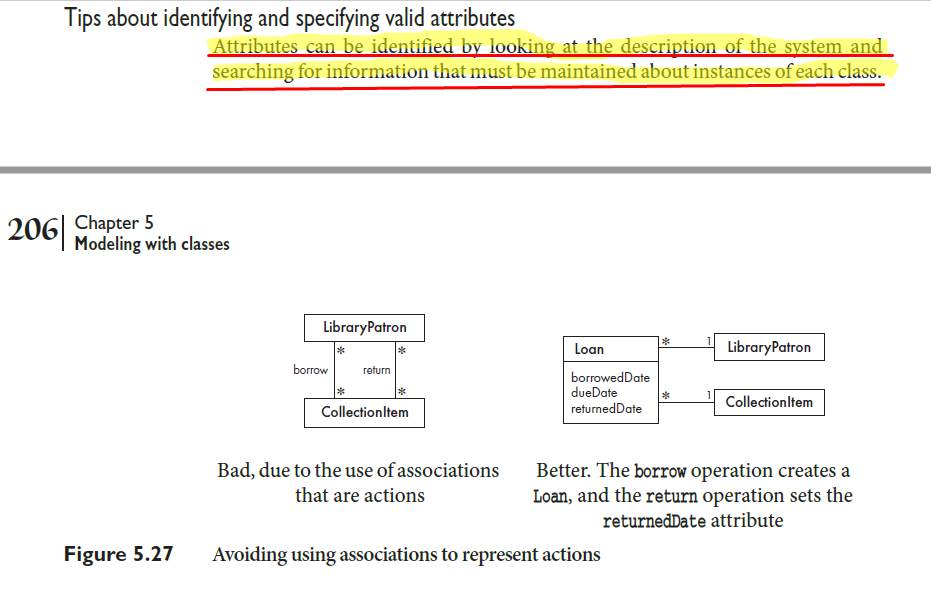 Tips about identifying and specifying valid attributes
Attributes can be identified by looking at the description of the system and
searching for information that must be maintained about instances of each class.
206 Chapter 5
Modeling with classes
LibraryPatron
* *
borrow return
* *
CollectionItem
Loan
borrowedDate
dueDate
returnedDate
* 1 LibraryPatron
* 1 CollectionItem
Bad, due to the use of associations
that are actions
Better. The borrow operation creates a
Loan, and the return operation sets the
returnedDate attribute
Figure 5.27 Avoiding using associations to represent actions